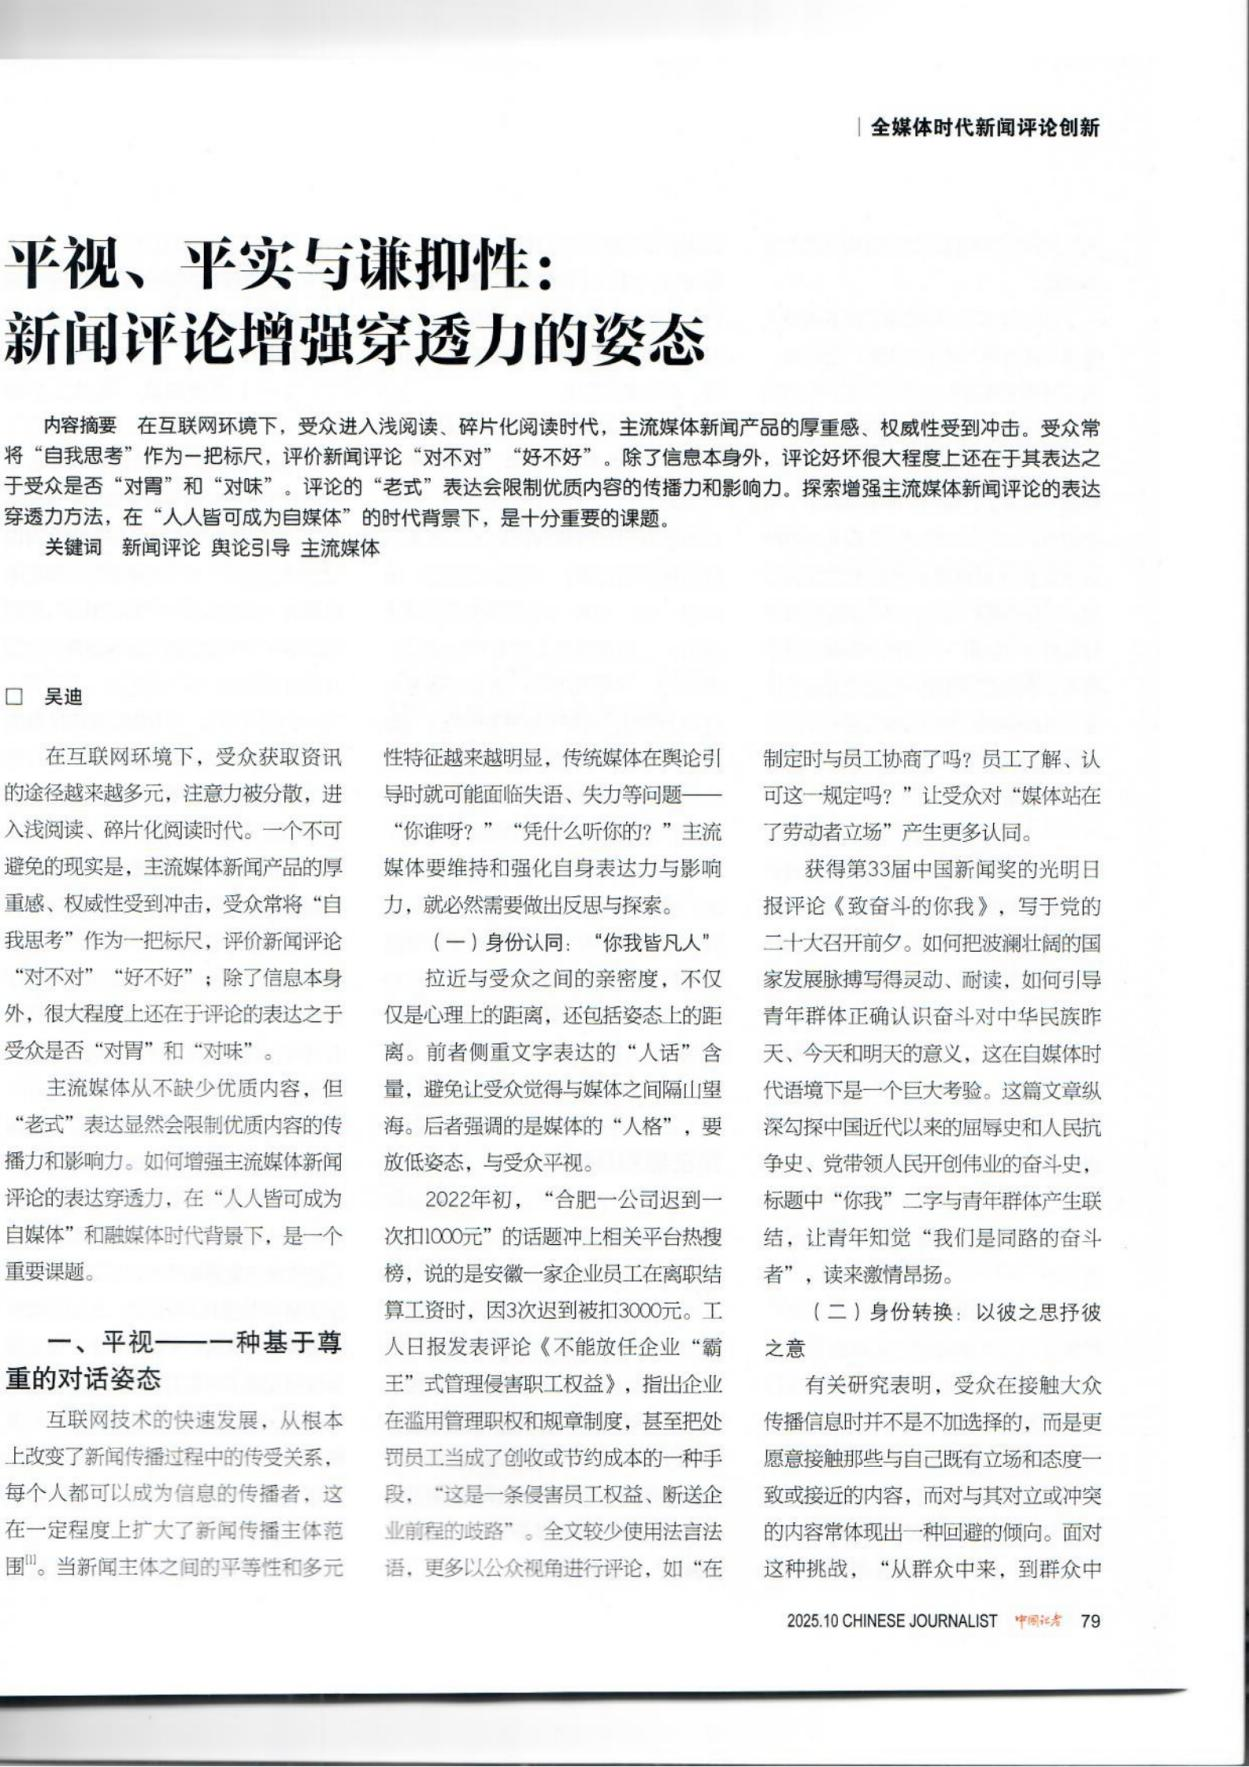 全媒体时代新闻评论创新
平视、平实与谦抑性：
新闻评论增强穿透力的姿态
内容摘要 在互联网环境下，受众进入浅阅读、碎片化阅读时代，主流媒体新闻产品的厚重感、权威性受到冲击。受众常
将“自我思考”作为一把标尺，评价新闻评论“对不对”“好不好”。除了信息本身外，评论好坏很大程度上还在于其表达之
于受众是否“对胃”和“对味”。评论的“老式”表达会限制优质内容的传播力和影响力。探索增强主流媒体新闻评论的表达
穿透力方法，在“人人皆可成为自媒体”的时代背景下，是十分重要的课题。
关键词 新闻评论 舆论引导 主流媒体
□ 吴迪
在互联网环境下，受众获取资讯
的途径越来越多元，注意力被分散，进
入浅阅读、碎片化阅读时代。一个不可
避免的现实是，主流媒体新闻产品的厚
重感、权威性受到冲击，受众常将“自
我思考”作为一把标尺，评价新闻评论
“对不对”“好不好”；除了信息本身
外，很大程度上还在于评论的表达之于
受众是否“对胃”和“对味”。
主流媒体从不缺少优质内容，但
“老式”表达显然会限制优质内容的传
播力和影响力。如何增强主流媒体新闻
评论的表达穿透力，在“人人皆可成为
自媒体”和融媒体时代背景下，是一个
重要课题。
一、平视——一种基于尊
重的对话姿态
互联网技术的快速发展，从根本
上改变了新闻传播过程中的传受关系，
每个人都可以成为信息的传播者，这
在一定程度上扩大了新闻传播主体范
围[1]。当新闻主体之间的平等性和多元
性特征越来越明显，传统媒体在舆论引
导时就可能面临失语、失力等问题——
“你谁呀？”“凭什么听你的？”主流
媒体要维持和强化自身表达力与影响
力，就必然需要做出反思与探索。
（一）身份认同：“你我皆凡人”
拉近与受众之间的亲密度，不仅
仅是心理上的距离，还包括姿态上的距
离。前者侧重文字表达的“人话”含
量，避免让受众觉得与媒体之间隔山望
海。后者强调的是媒体的“人格”，要
放低姿态，与受众平视。
2022年初，“合肥一公司迟到一
次扣1000元”的话题冲上相关平台热搜
榜，说的是安徽一家企业员工在离职结
算工资时，因3次迟到被扣3000元。工
人日报发表评论《不能放任企业“霸
王”式管理侵害职工权益》，指出企业
在滥用管理职权和规章制度，甚至把处
罚员工当成了创收或节约成本的一种手
段，“这是一条侵害员工权益、断送企
业前程的歧路”。全文较少使用法言法
语，更多以公众视角进行评论，如“在
制定时与员工协商了吗？员工了解、认
可这一规定吗？”让受众对“媒体站在
了劳动者立场”产生更多认同。
获得第33届中国新闻奖的光明日
报评论《致奋斗的你我》，写于党的
二十大召开前夕。如何把波澜壮阔的国
家发展脉搏写得灵动、耐读，如何引导
青年群体正确认识奋斗对中华民族昨
天、今天和明天的意义，这在自媒体时
代语境下是一个巨大考验。这篇文章纵
深勾探中国近代以来的屈辱史和人民抗
争史、党带领人民开创伟业的奋斗史，
标题中“你我”二字与青年群体产生联
结，让青年知觉“我们是同路的奋斗
者”，读来激情昂扬。
（二）身份转换：以彼之思抒彼
之意
有关研究表明，受众在接触大众
传播信息时并不是不加选择的，而是更
愿意接触那些与自己既有立场和态度一
致或接近的内容，而对与其对立或冲突
的内容常体现出一种回避的倾向。面对
这种挑战，“从群众中来，到群众中
2025.10 CHINESE JOURNALIST 中国记者 79